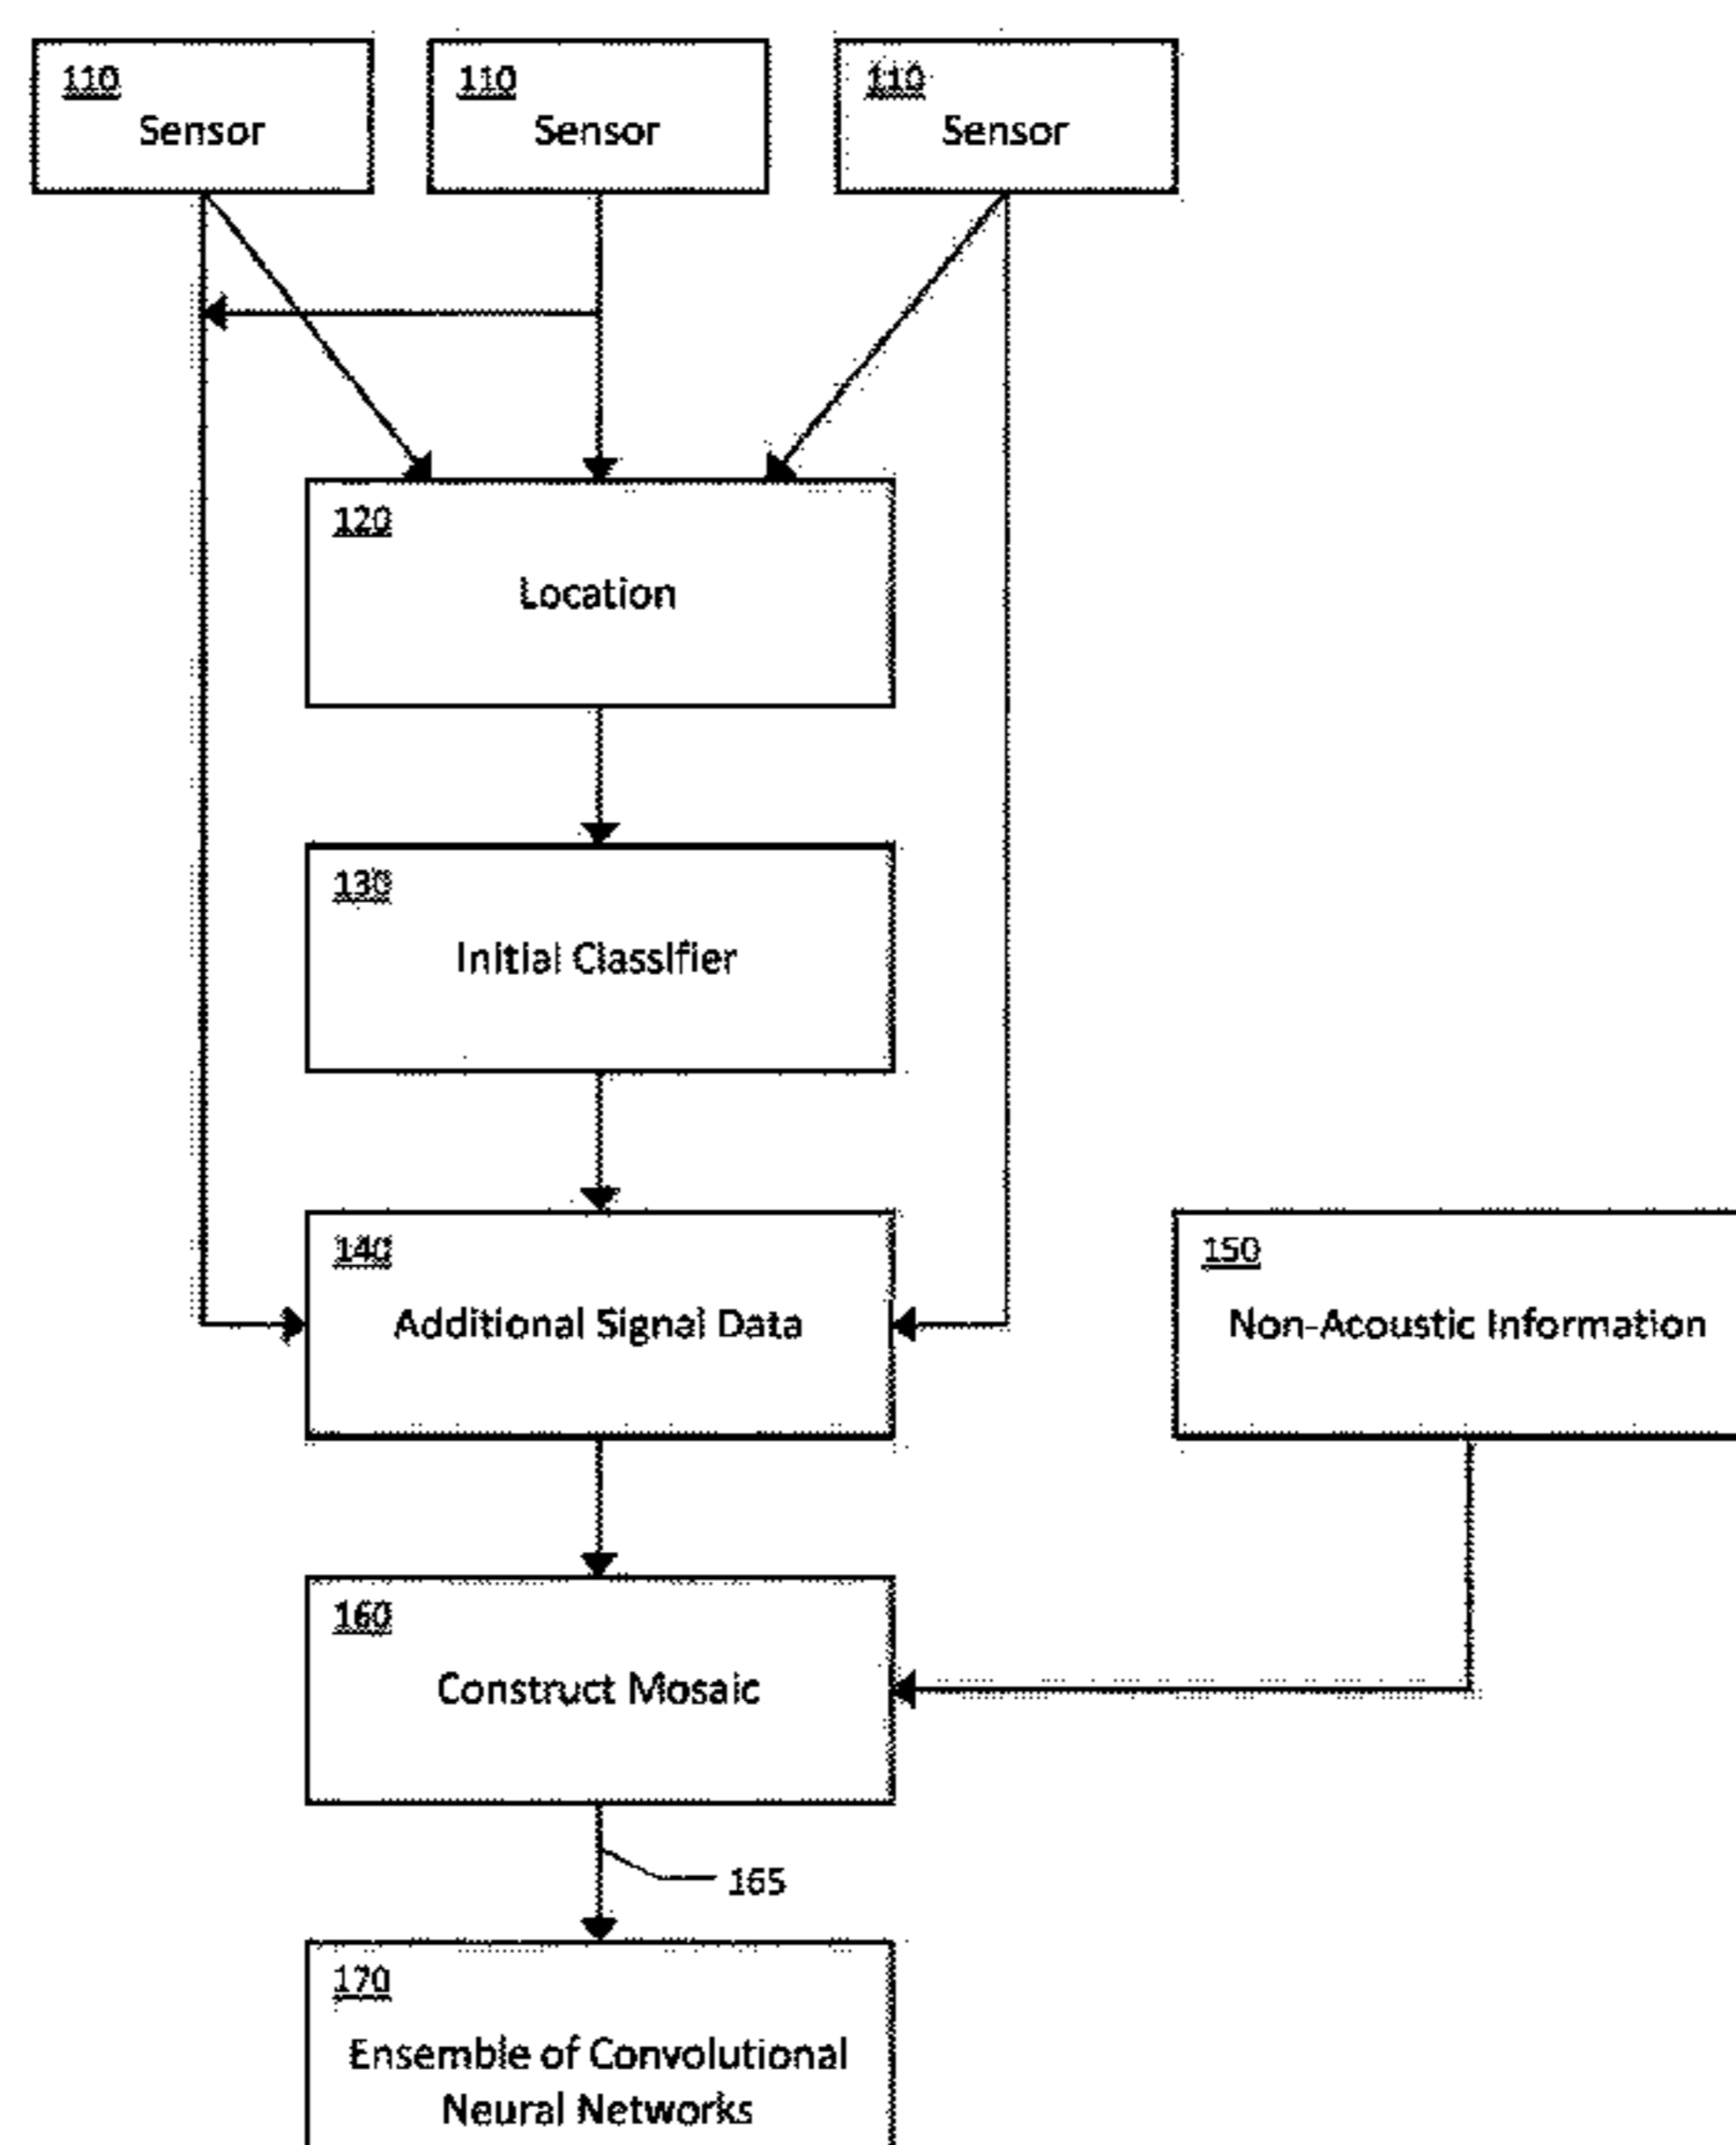 110
Sensor
110
Sensor
110
Sensor
120
Location
130
Initial Classifier
140
Additional Signal Data
150
Non-Acoustic Information
160
Construct Mosaic
165
170
Ensemble of Convolutional
Neural Networks